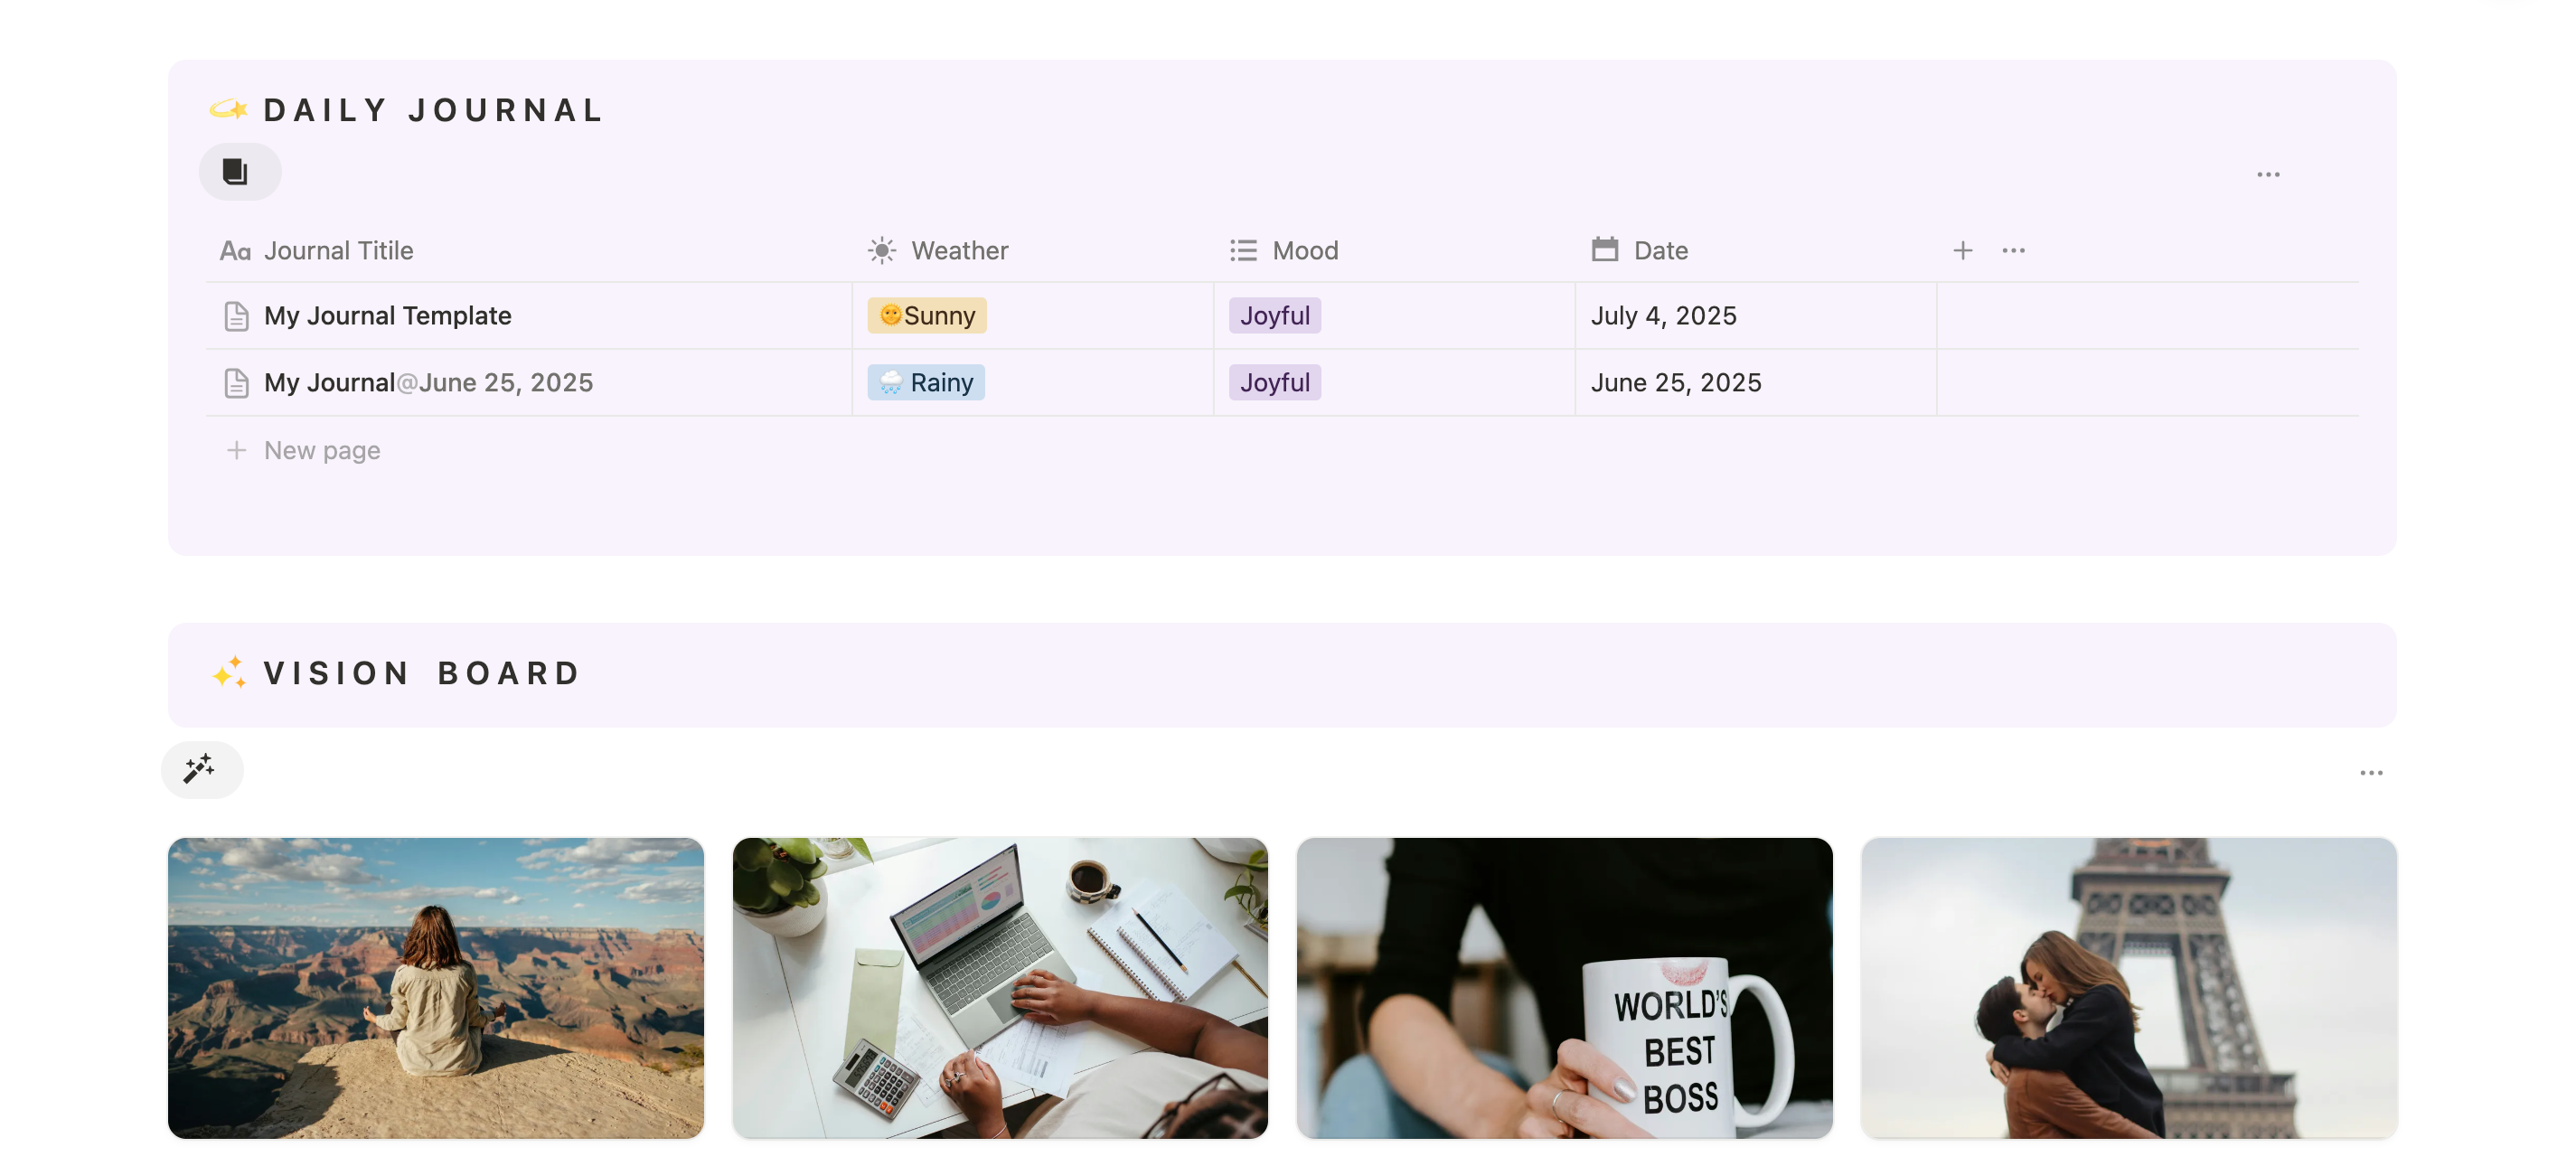 💫 DAILY JOURNAL
Aa Journal Titile
Weather
Mood
Date
My Journal Template
🌞Sunny
Joyful
July 4, 2025
My Journal@June 25, 2025
🌧️ Rainy
Joyful
June 25, 2025
+ New page
✨ VISION BOARD
WORLD'S
BEST
BOSS